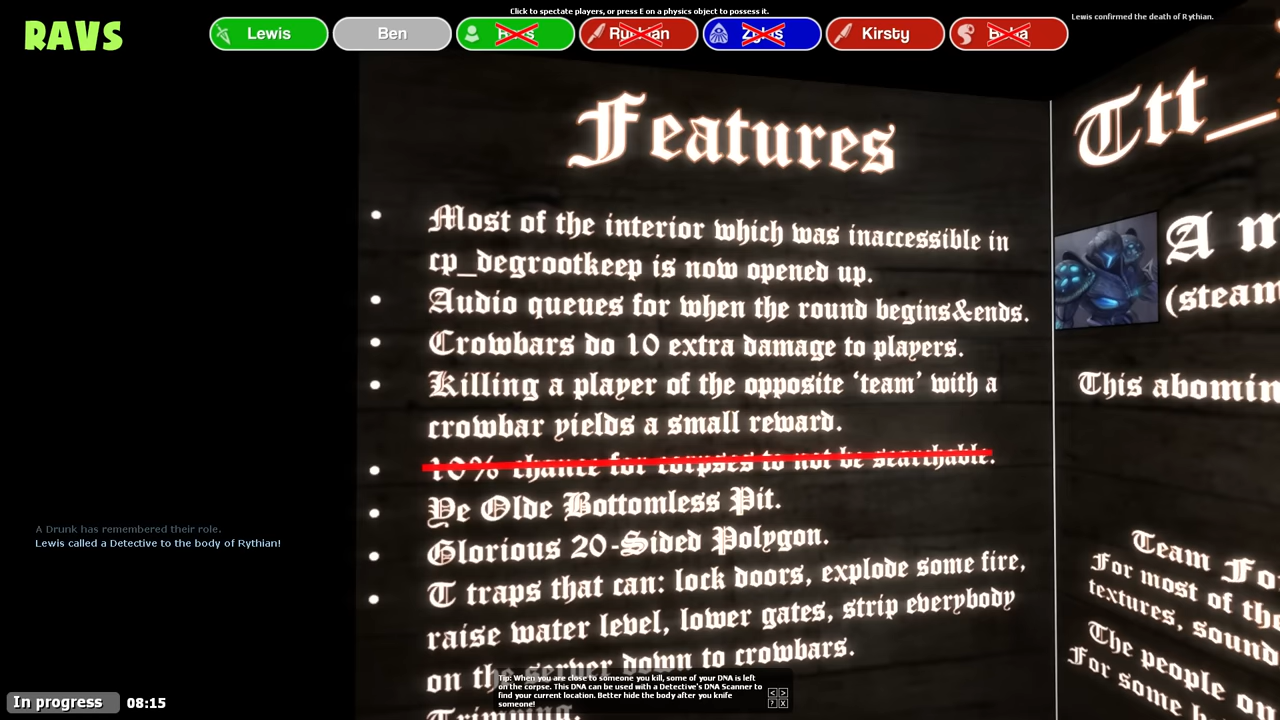 Click to spectate players, or press E on a physics object to possess it.
Lewis confirmed the death of Rythian.
RAVS
Lewis
Ben
Kirsty
Features
Ttt_
• Most of the interior which was inaccessible in
cp_degrootkeep is now opened up.
• Audio queues for when the round begins&ends.
• Crowbars do 10 extra damage to players.
• Killing a player of the opposite ‘team’ with a
crowbar yields a small reward.
• 10% chance for corpses to not be searchable.
• Ye Olde Bottomless Pit.
• Glorious 20-Sided Polygon.
• T traps that can: lock doors, explode some fire,
raise water level, lower gates, strip everybody
on the server down to crowbars.
Trimping.
A m
(steam
This abomin
Team Fo
For most of the
textures, sound
The people on
For some
A Drunk has remembered their role.
Lewis called a Detective to the body of Rythian!
Tip: When you are close to someone you kill, some of your DNA is left
on the corpse. This DNA can be used with a Detective's DNA Scanner to
find your current location. Better hide the body after you knife
someone!
< >
? X
In progress
08:15